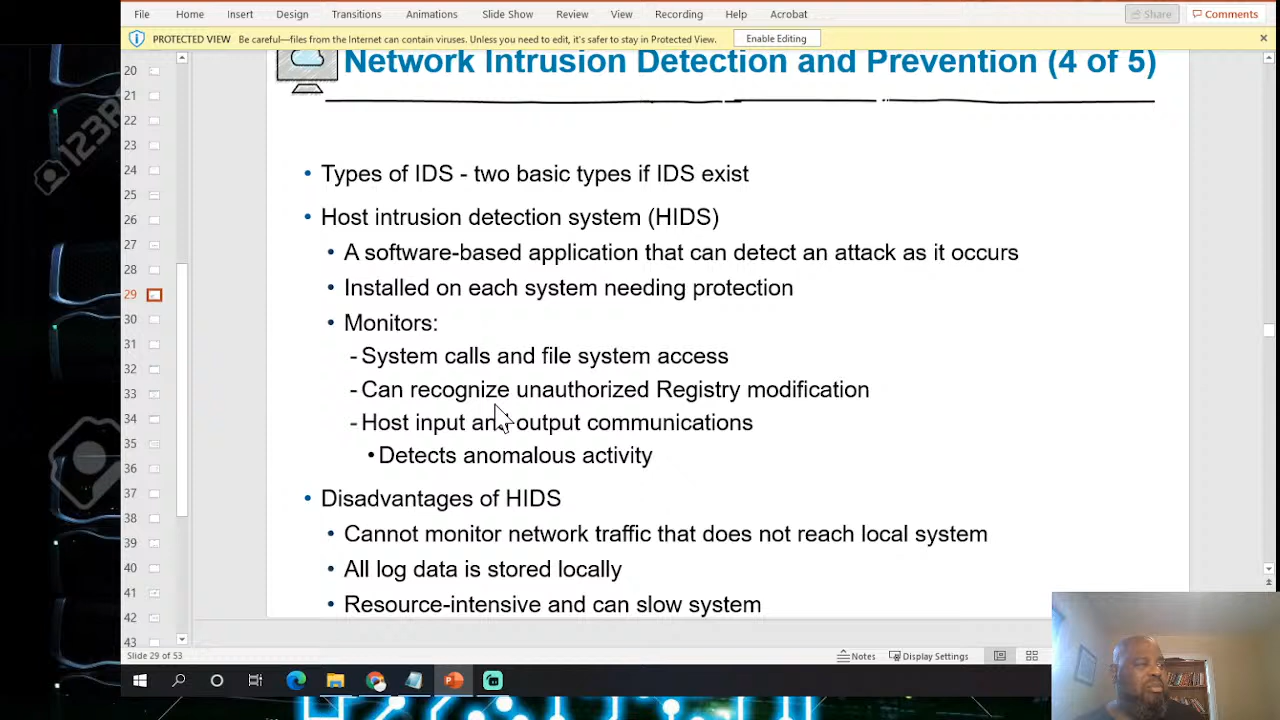 File Home Insert Design Transitions Animations Slide Show Review View Recording Help Acrobat Share Comments
PROTECTED VIEW Be careful—files from the Internet can contain viruses. Unless you need to edit, it's safer to stay in Protected View. Enable Editing
Network Intrusion Detection and Prevention (4 of 5)
20
21
22
23
24
25
26
27
28
29
30
31
32
33
34
35
36
37
38
39
40
41
42
43
• Types of IDS - two basic types if IDS exist
• Host intrusion detection system (HIDS)
• A software-based application that can detect an attack as it occurs
• Installed on each system needing protection
• Monitors:
- System calls and file system access
- Can recognize unauthorized Registry modification
- Host input and output communications
• Detects anomalous activity
• Disadvantages of HIDS
• Cannot monitor network traffic that does not reach local system
• All log data is stored locally
• Resource-intensive and can slow system
Slide 29 of 53 Notes Display Settings
123R